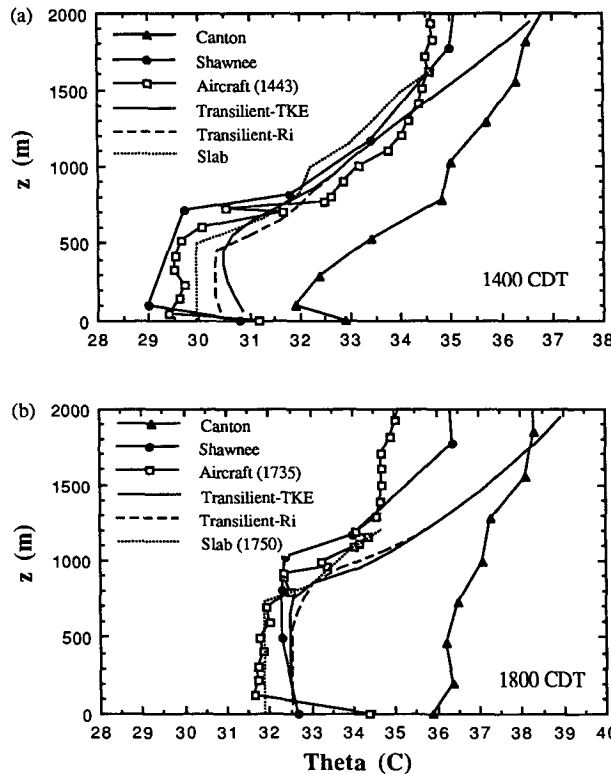 (a)
2000
1500
1000
500
0
z (m)
Canton
Shawnee
Aircraft (1443)
Transilient-TKE
Transilient-Ri
Slab
1400 CDT
28 29 30 31 32 33 34 35 36 37 38
(b)
2000
1500
1000
500
0
z (m)
Canton
Shawnee
Aircraft (1735)
Transilient-TKE
Transilient-Ri
Slab (1750)
1800 CDT
28 29 30 31 32 33 34 35 36 37 38 39 40
Theta (C)